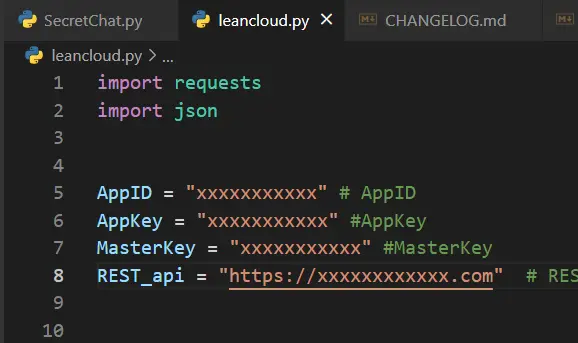 SecretChat.py leancloud.py CHANGELOG.md
leancloud.py > ...
1 import requests
2 import json
3
4
5 AppID = "xxxxxxxxxxx" # AppID
6 AppKey = "xxxxxxxxxxx" #AppKey
7 MasterKey = "xxxxxxxxxxx" #MasterKey
8 REST_api = "https://xxxxxxxxxxxx.com" # RES
9
10